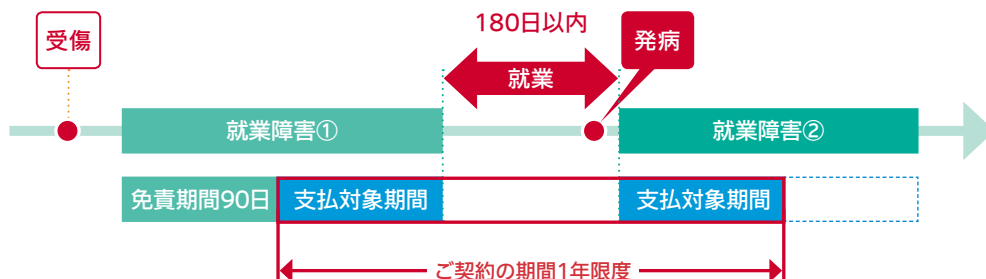 180日以内
受傷
発病
就業
就業障害①
就業障害②
免責期間90日
支払対象期間
支払対象期間
ご契約の期間1年限度